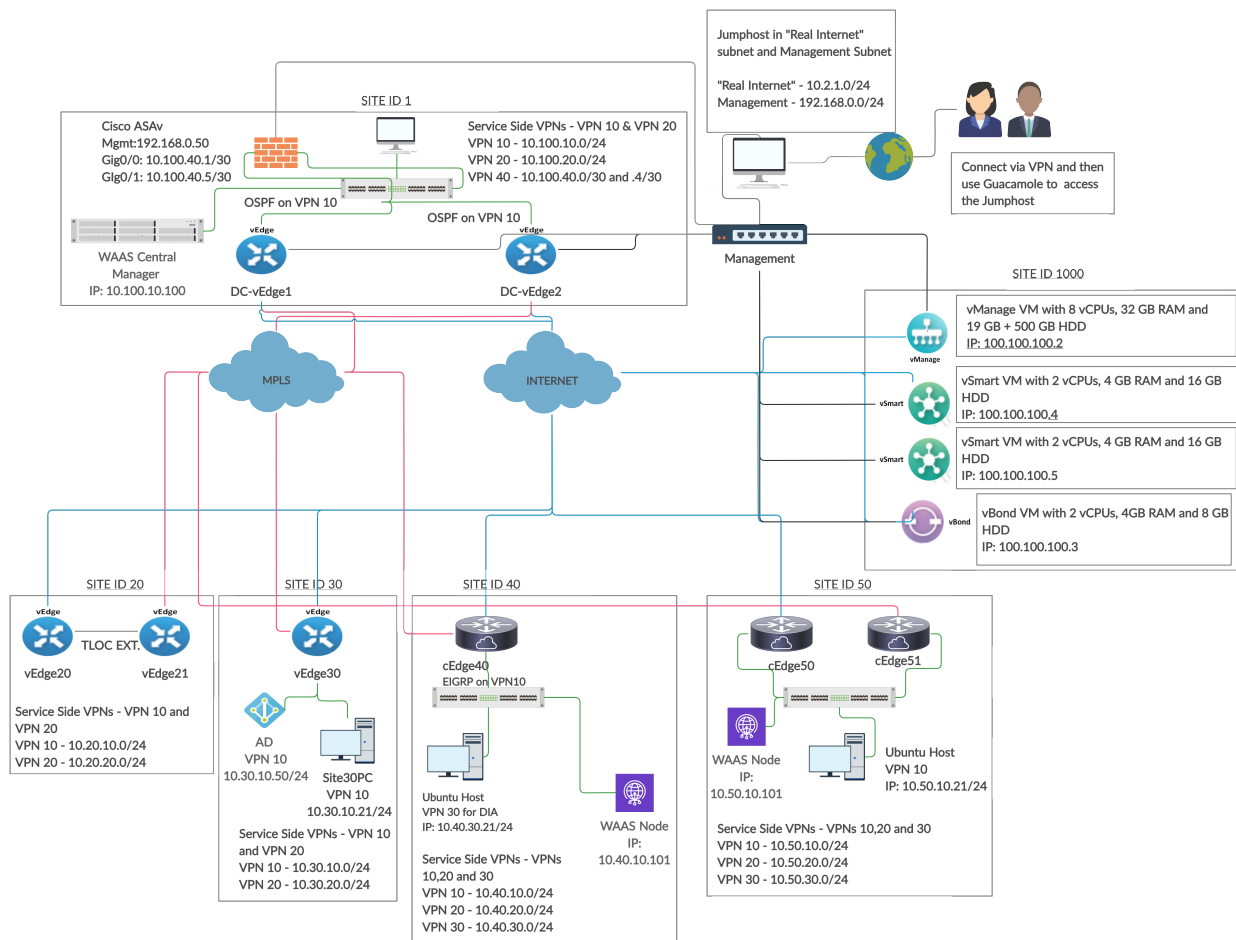 Jumphost in "Real Internet"
subnet and Management Subnet
"Real Internet" - 10.2.1.0/24
Management - 192.168.0.0/24
Connect via VPN and then
use Guacamole to access
the Jumphost
SITE ID 1
Cisco ASAv
Mgmt:192.168.0.50
Gig0/0: 10.100.40.1/30
GIg0/1: 10.100.40.5/30
Service Side VPNs - VPN 10 & VPN 20
VPN 10 - 10.100.10.0/24
VPN 20 - 10.100.20.0/24
VPN 40 - 10.100.40.0/30 and .4/30
OSPF on VPN 10
OSPF on VPN 10
WAAS Central
Manager
IP: 10.100.10.100
vEdge
DC-vEdge1
vEdge
DC-vEdge2
Management
SITE ID 1000
vManage VM with 8 vCPUs, 32 GB RAM and
19 GB + 500 GB HDD
IP: 100.100.100.2
vManage
vSmart VM with 2 vCPUs, 4 GB RAM and 16 GB
HDD
IP: 100.100.100.4
vSmart
vSmart VM with 2 vCPUs, 4 GB RAM and 16 GB
HDD
IP: 100.100.100.5
vSmart
vBond VM with 2 vCPUs, 4GB RAM and 8 GB
HDD
IP: 100.100.100.3
vBond
MPLS
INTERNET
SITE ID 20
vEdge
vEdge20
TLOC EXT.
vEdge
vEdge21
Service Side VPNs - VPN 10 and
VPN 20
VPN 10 - 10.20.10.0/24
VPN 20 - 10.20.20.0/24
SITE ID 30
vEdge
vEdge30
AD
VPN 10
10.30.10.50/24
Site30PC
VPN 10
10.30.10.21/24
Service Side VPNs - VPN 10
and VPN 20
VPN 10 - 10.30.10.0/24
VPN 20 - 10.30.20.0/24
SITE ID 40
cEdge40
EIGRP on VPN10
Ubuntu Host
VPN 30 for DIA
IP: 10.40.30.21/24
WAAS Node
IP:
10.40.10.101
Service Side VPNs - VPNs
10,20 and 30
VPN 10 - 10.40.10.0/24
VPN 20 - 10.40.20.0/24
VPN 30 - 10.40.30.0/24
SITE ID 50
cEdge50
cEdge51
WAAS Node
IP:
10.50.10.101
Ubuntu Host
VPN 10
IP: 10.50.10.21/24
Service Side VPNs - VPNs 10,20 and 30
VPN 10 - 10.50.10.0/24
VPN 20 - 10.50.20.0/24
VPN 30 - 10.50.30.0/24